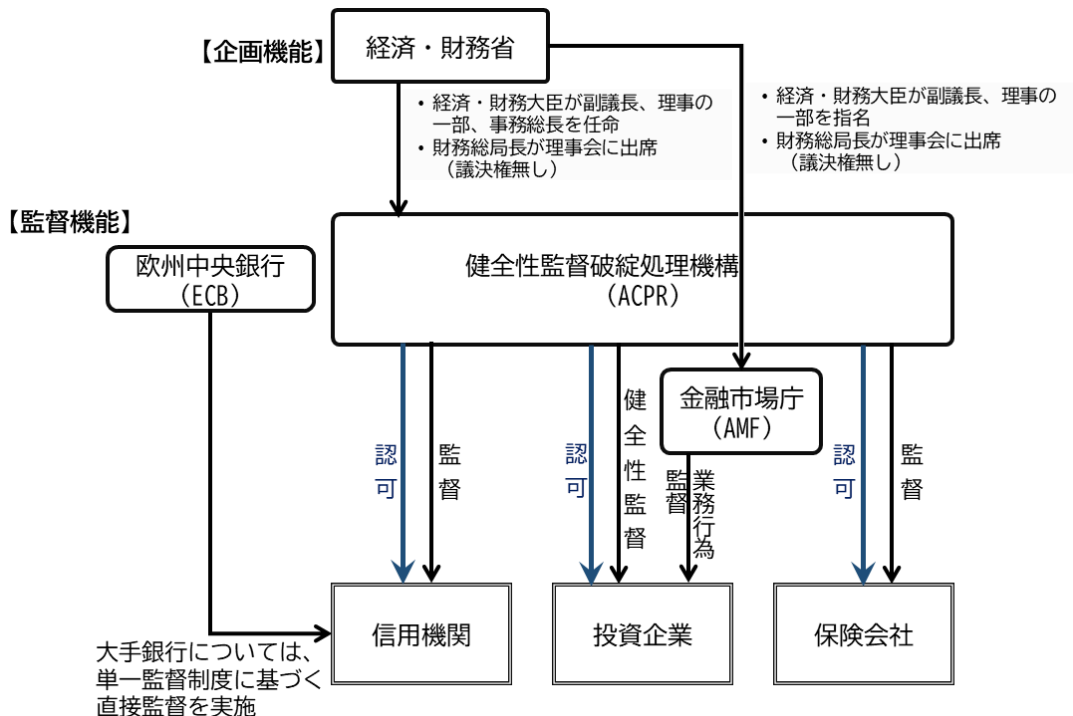 【企画機能】
経済・財務省
・経済・財務大臣が副議長、理事の
一部、事務総長を任命
・財務総局長が理事会に出席
（議決権無し）
・経済・財務大臣が副議長、理事の
一部を指名
・財務総局長が理事会に出席
（議決権無し）
【監督機能】
欧州中央銀行
（ECB）
健全性監督破綻処理機構
（ACPR）
金融市場庁
（AMF）
認可
監督
認可
健全性監督
業務行為
監督
認可
監督
信用機関
投資企業
保険会社
大手銀行については、
単一監督制度に基づく
直接監督を実施